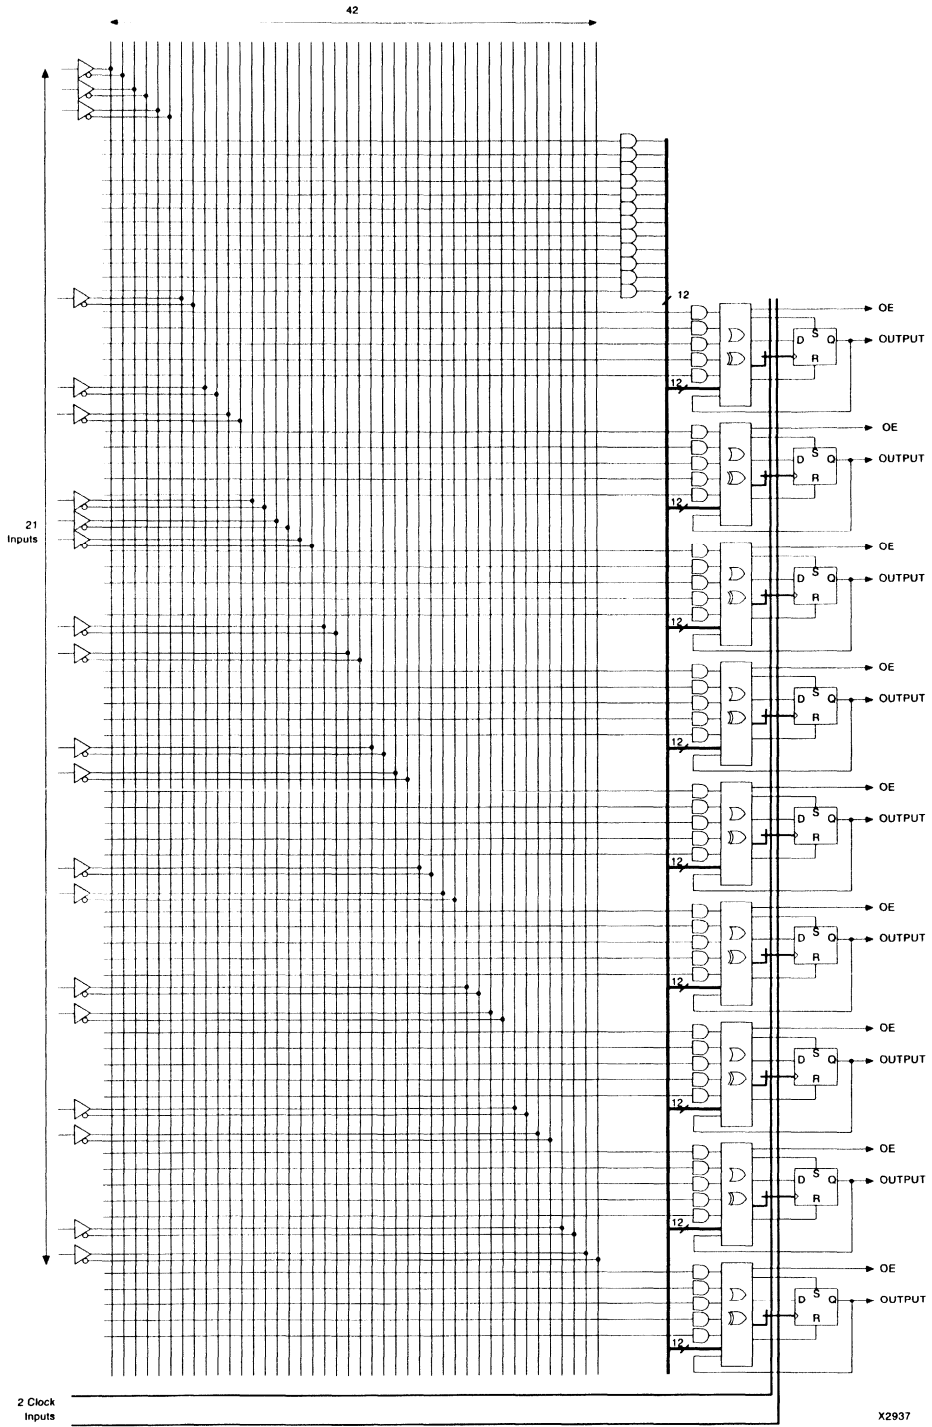 42
12
OE
D S Q
R
OUTPUT
12
OE
D S Q
R
OUTPUT
12
21
Inputs
OE
D S Q
R
OUTPUT
12
OE
D S Q
R
OUTPUT
12
OE
D S Q
R
OUTPUT
12
OE
D S Q
R
OUTPUT
12
OE
D S Q
R
OUTPUT
12
OE
D S Q
R
OUTPUT
12
OE
D S Q
R
OUTPUT
12
2 Clock
Inputs
X2937